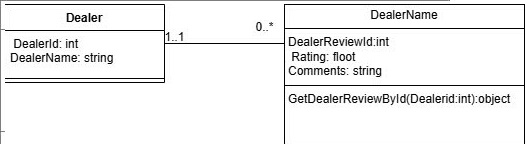 Dealer
DealerId: int
DealerName: string
1..1
0..*
DealerName
DealerReviewId:int
Rating: floot
Comments: string
GetDealerReviewById(Dealerid:int):object